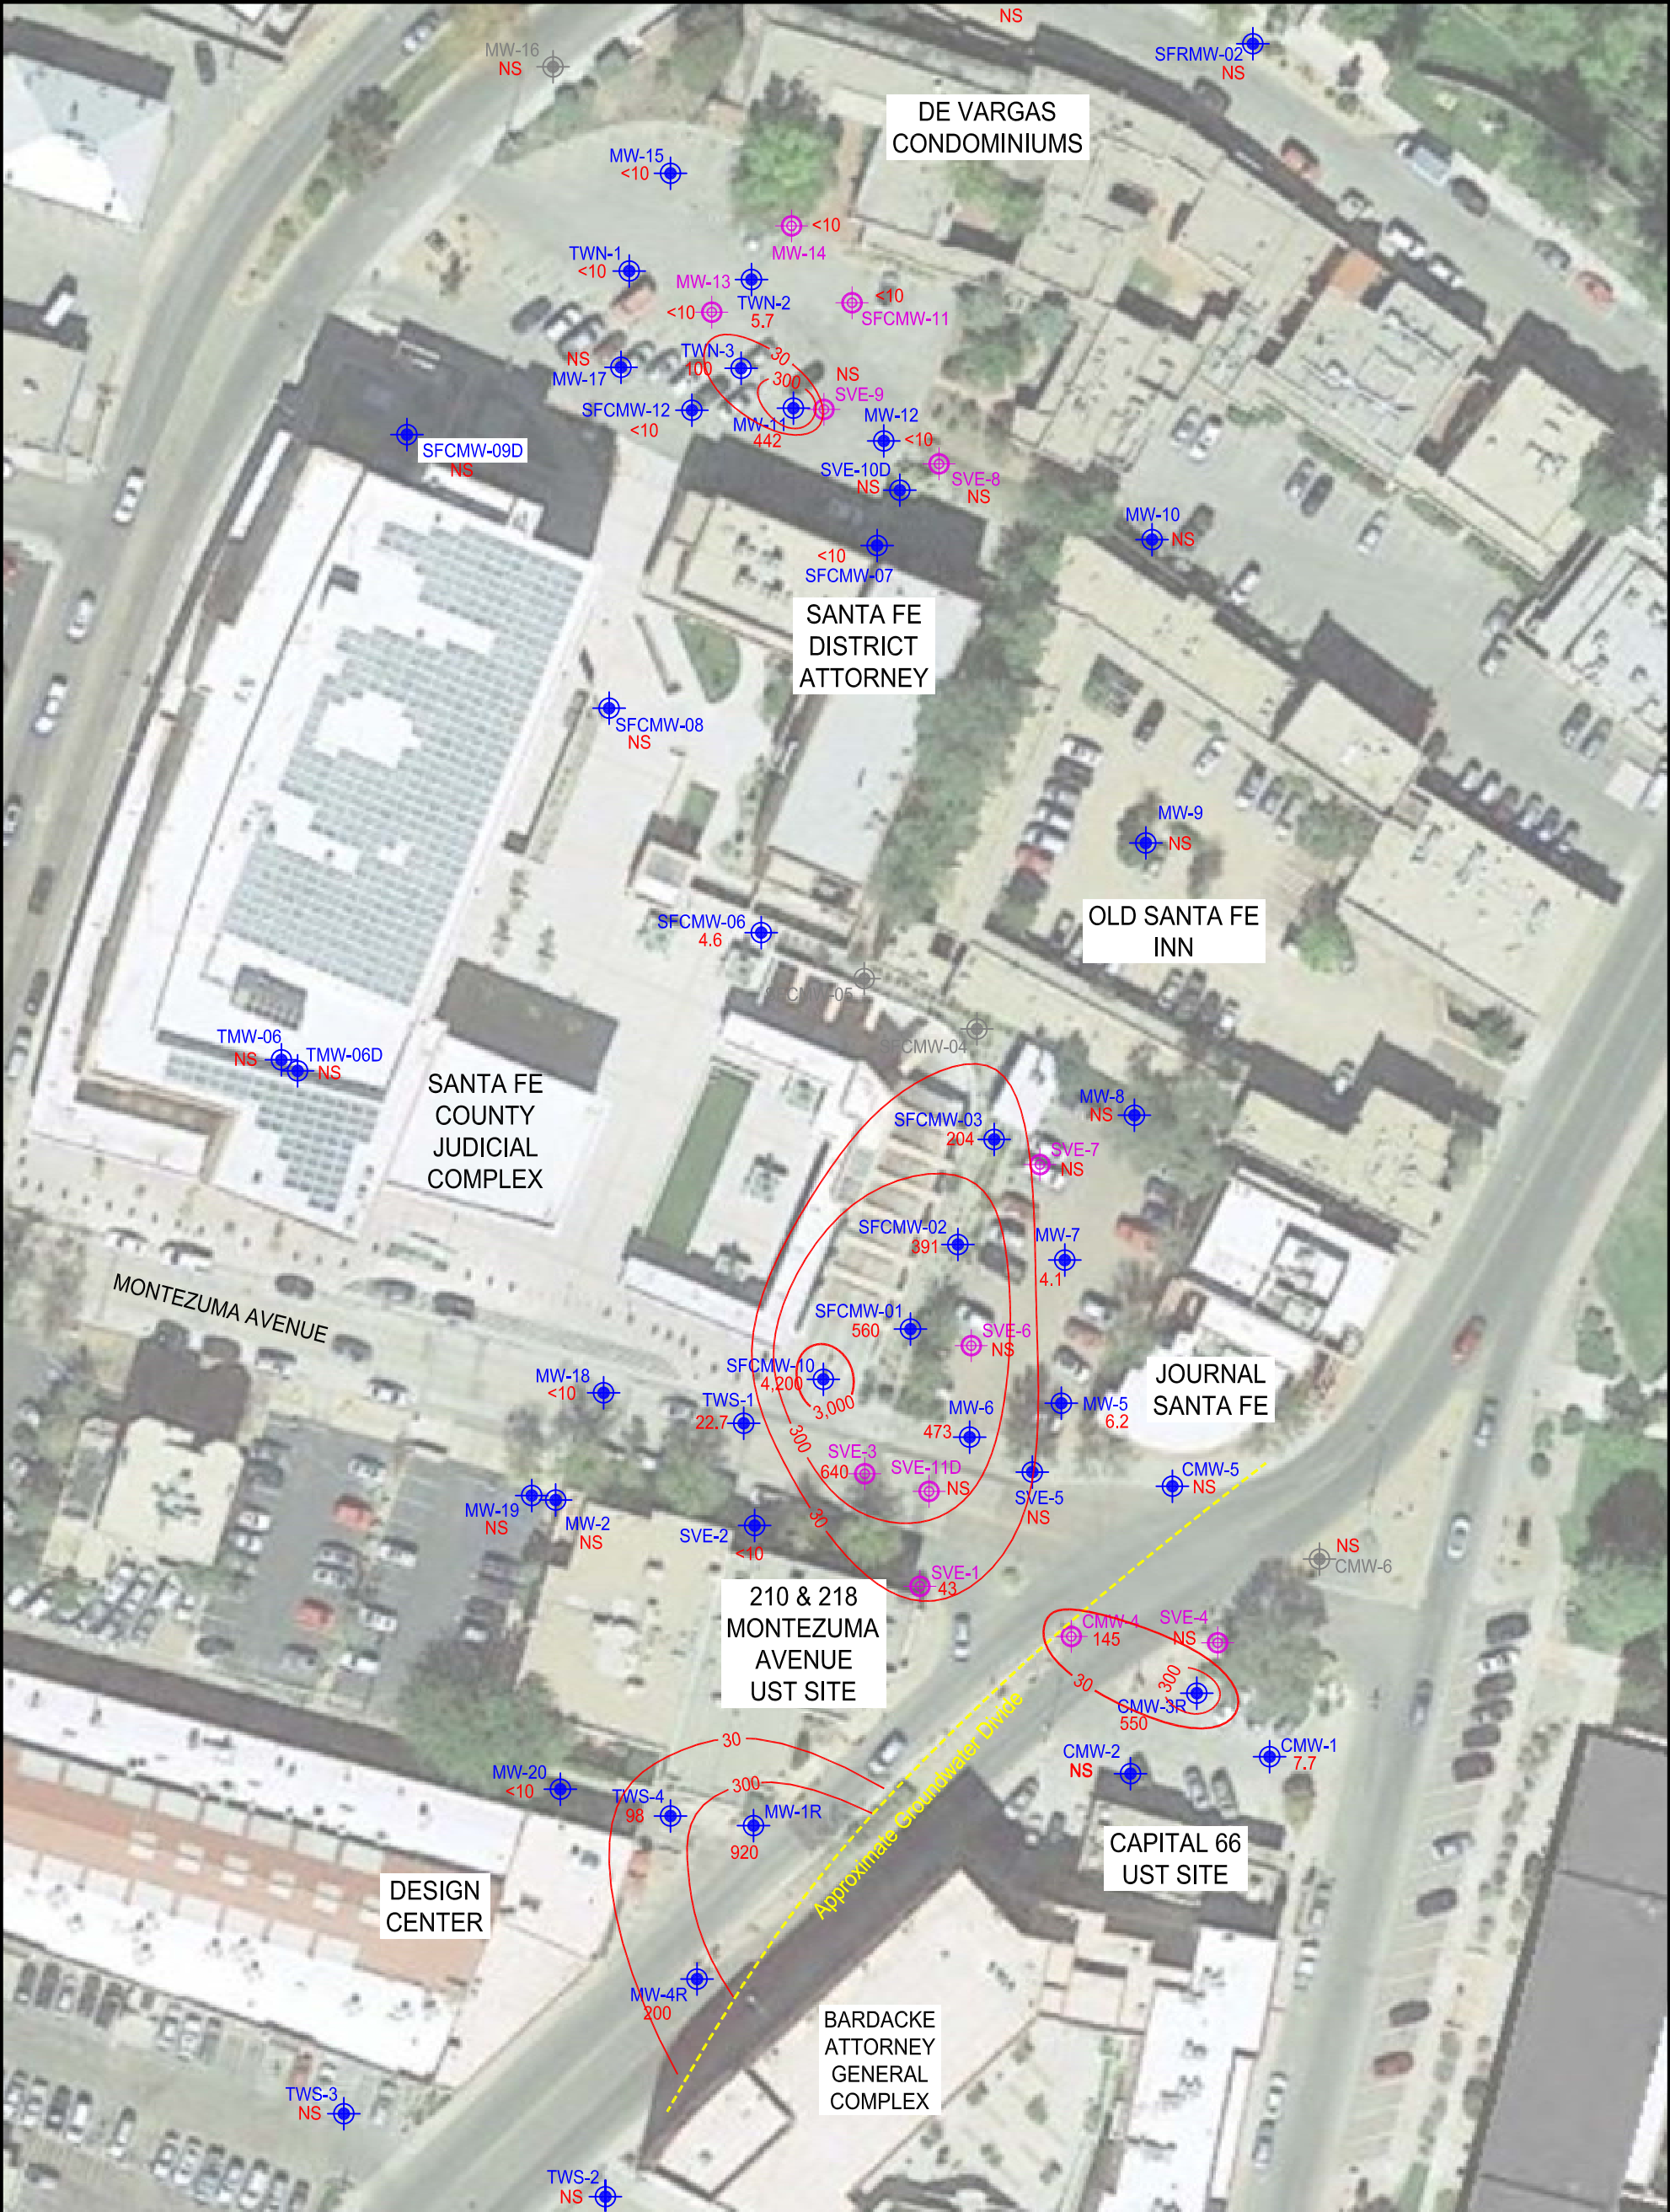 NS
MW-16
NS
SFRMW-02
NS
DE VARGAS
CONDOMINIUMS
MW-15
<10
<10
MW-14
TWN-1
<10
MW-13
<10
TWN-2
5.7
<10
SFCMW-11
NS
MW-17
TWN-3
100
30
300
NS
SVE-9
SFCMW-12
<10
MW-11
442
MW-12
<10
SFCMW-09D
NS
SVE-10D
NS
SVE-8
NS
MW-10
NS
<10
SFCMW-07
SANTA FE
DISTRICT
ATTORNEY
SFCMW-08
NS
MW-9
NS
SFCMW-06
4.6
OLD SANTA FE
INN
SFCMW-05
SFCMW-04
TMW-06
NS
TMW-06D
NS
SANTA FE
COUNTY
JUDICIAL
COMPLEX
MW-8
NS
SFCMW-03
204
SVE-7
NS
SFCMW-02
391
MW-7
4.1
MONTEZUMA AVENUE
SFCMW-01
560
SVE-6
NS
SFCMW-10
4,200
3,000
MW-18
<10
TWS-1
22.7
MW-5
6.2
JOURNAL
SANTA FE
MW-6
473
300
SVE-3
640
SVE-11D
NS
SVE-5
NS
CMW-5
NS
MW-19
NS
MW-2
NS
SVE-2
<10
30
NS
CMW-6
SVE-1
43
210 & 218
MONTEZUMA
AVENUE
UST SITE
CMW-4
145
SVE-4
NS
30
300
CMW-3R
550
Approximate Groundwater Divide
30
300
CMW-2
NS
CMW-1
7.7
MW-20
<10
TWS-4
98
MW-1R
920
CAPITAL 66
UST SITE
DESIGN
CENTER
MW-4R
200
BARDACKE
ATTORNEY
GENERAL
COMPLEX
TWS-3
NS
TWS-2
NS